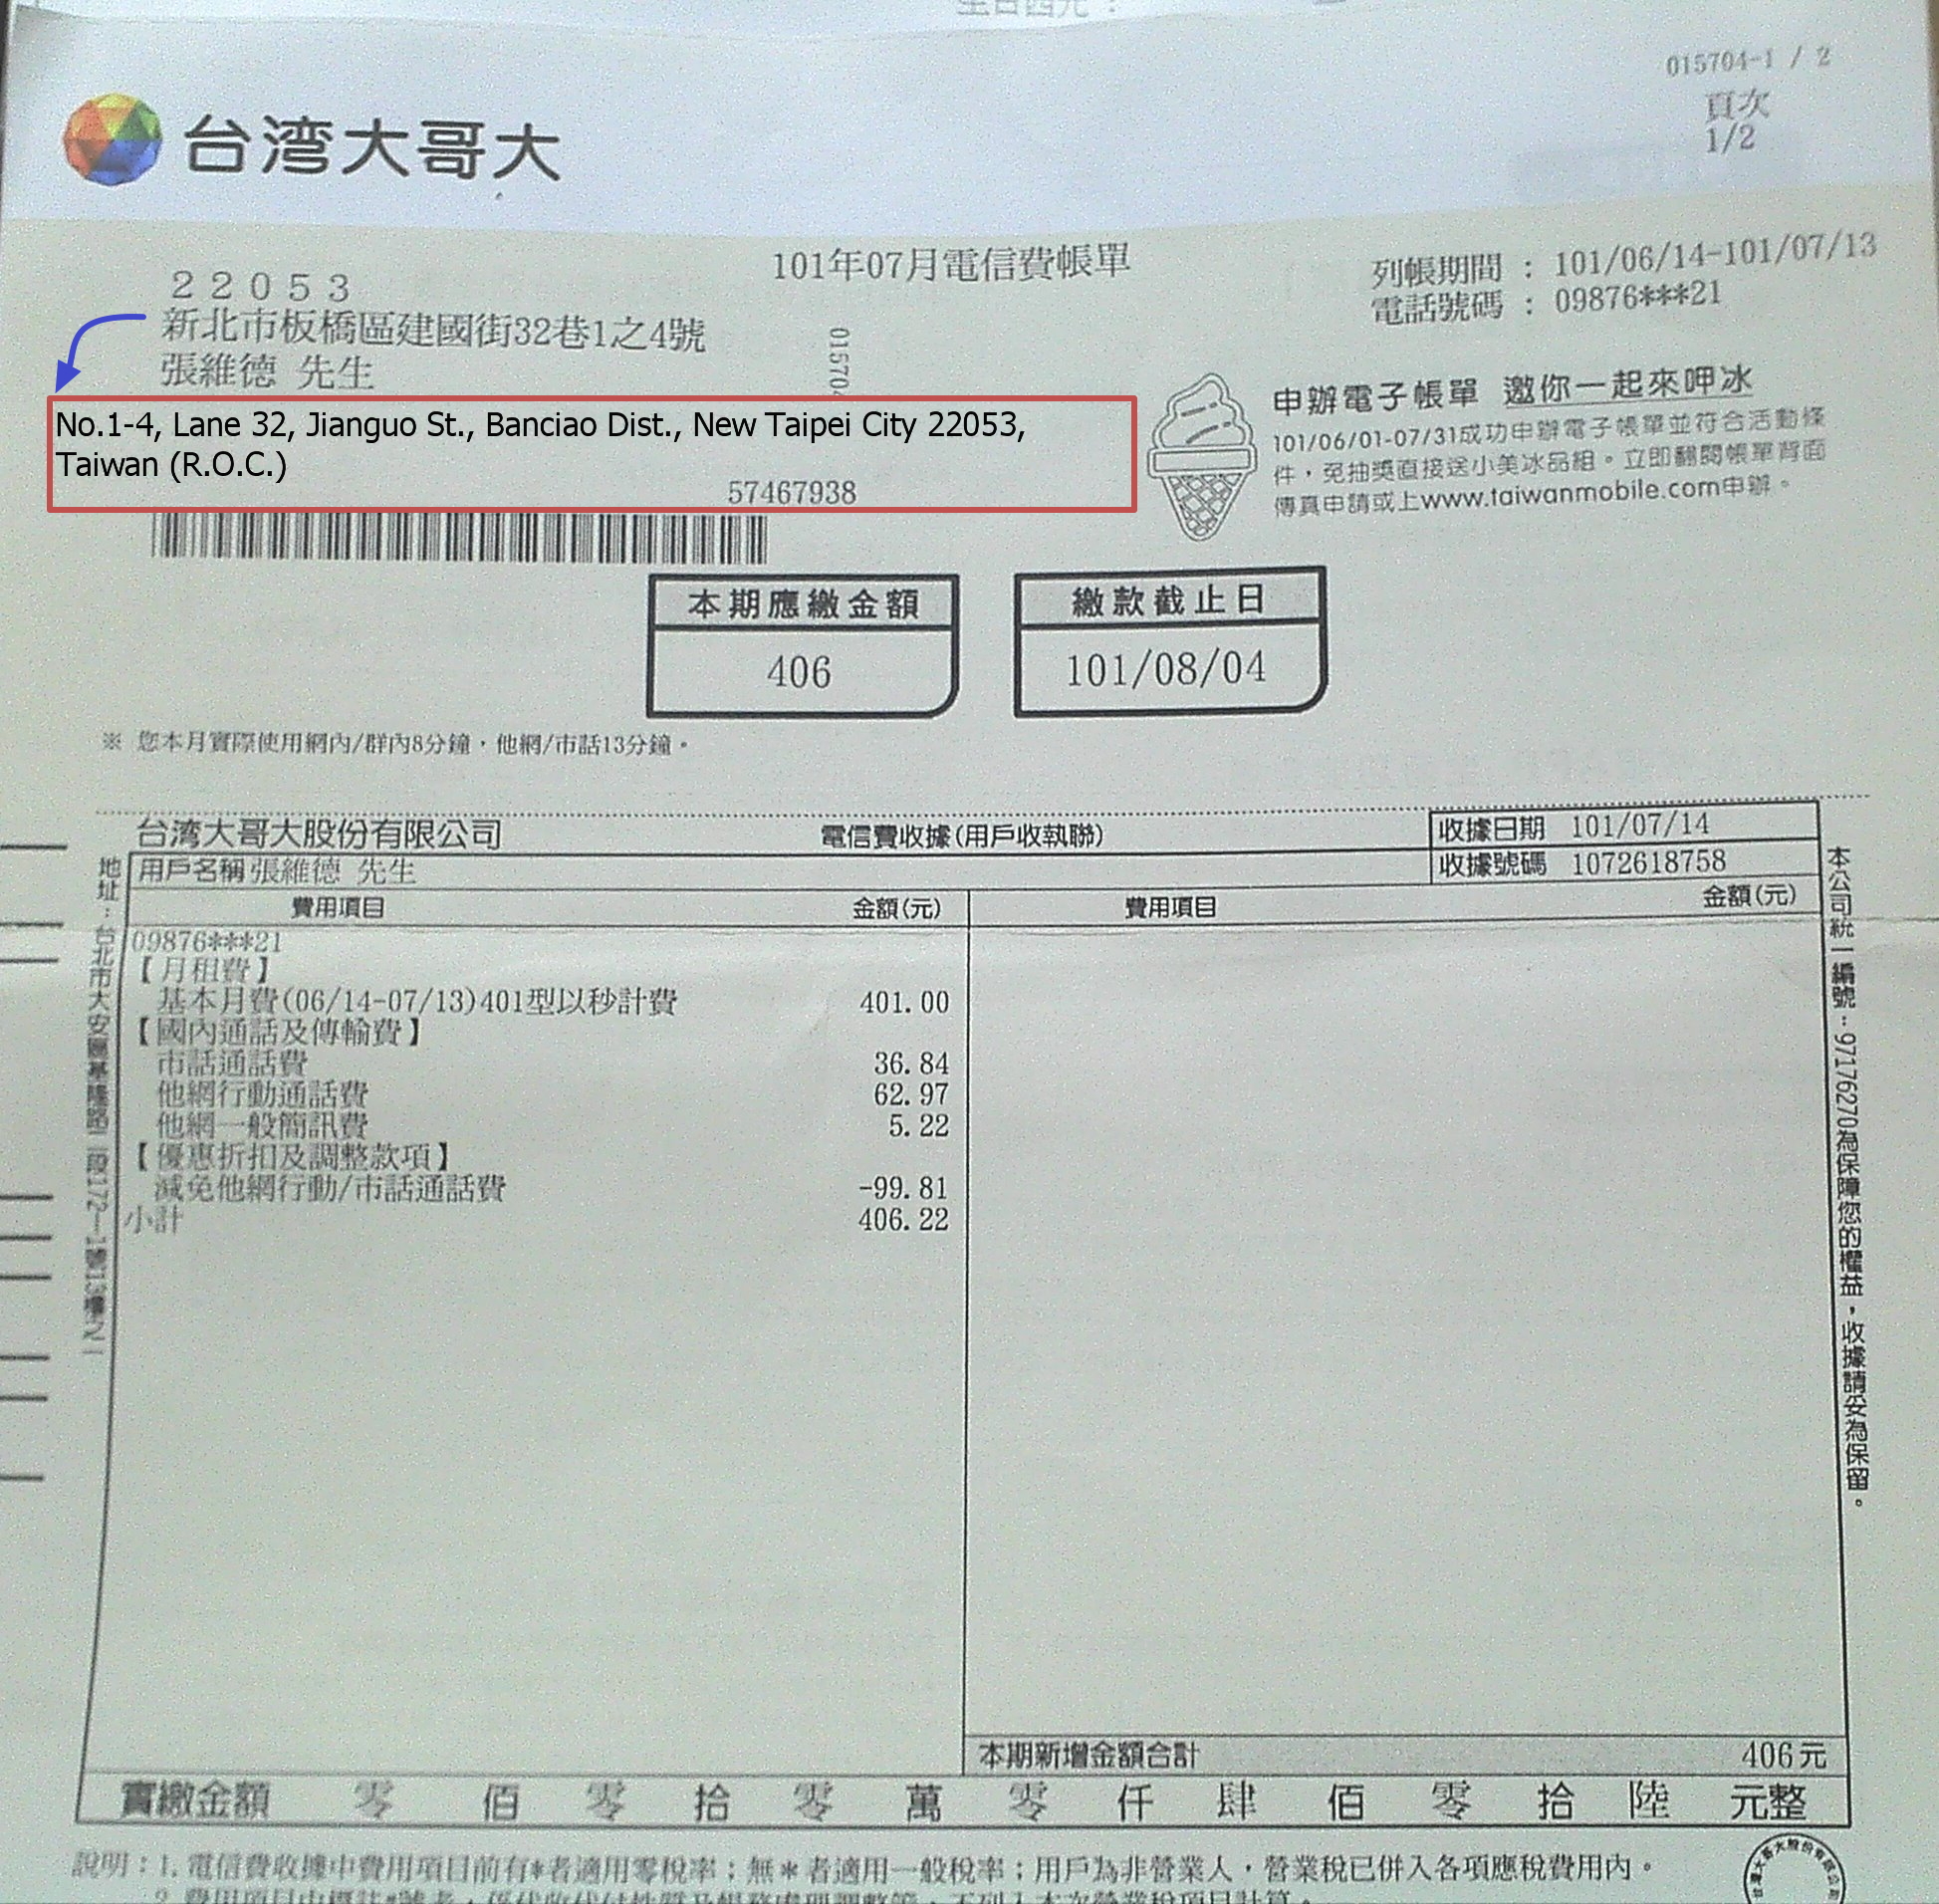 015704-1 / 2
頁次
1/2
台湾大哥大
101年07月電信費帳單
列帳期間 : 101/06/14-101/07/13
電話號碼 : 09876***21
22053
新北市板橋區建國街32巷1之4號
張維德 先生
01570
No.1-4, Lane 32, Jianguo St., Banciao Dist., New Taipei City 22053,
Taiwan (R.O.C.)
57467938
申辦電子帳單 邀你一起來呷冰
101/06/01-07/31成功申辦電子帳單並符合活動條
件，免抽獎直接送小美冰品組。立即翻閱帳單背面
傳真申請或上www.taiwanmobile.com申辦。
本期應繳金額
406
繳款截止日
101/08/04
※ 您本月實際使用網內/群內8分鐘，他網/市話13分鐘。
台湾大哥大股份有限公司 電信費收據(用戶收執聯) 收據日期 101/07/14
用戶名稱 張維德 先生 收據號碼 1072618758
費用項目 金額(元) 費用項目 金額(元)
09876***21
【月租費】
基本月費(06/14-07/13)401型以秒計費 401.00
【國內通話及傳輸費】
市話通話費 36.84
他網行動通話費 62.97
他網一般簡訊費 5.22
【優惠折扣及調整款項】
減免他網行動/市話通話費 -99.81
小計 406.22
地址：台北市大安區基隆路二段172-1號13樓之1
本公司統一編號：97176270為保障您的權益，收據請妥為保留。
本期新增金額合計 406元
實繳金額 零 佰 零 拾 零 萬 零 仟 肆 佰 零 拾 陸 元整
說明：1. 電信費收據中費用項目前有*者適用零稅率；無*者適用一般稅率；用戶為非營業人，營業稅已併入各項應稅費用內。
台灣大哥大股份有限公司